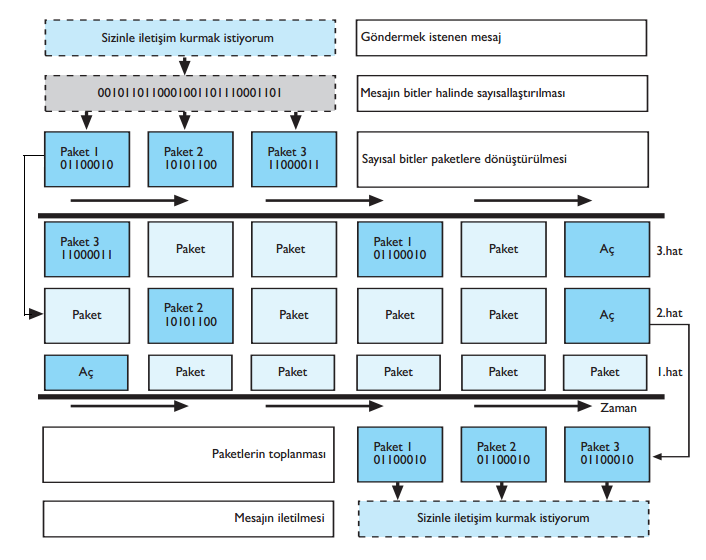 Sizinle iletişim kurmak istiyorum
Göndermek istenen mesaj
001011011000100110111000​1101
Mesajın bitler halinde sayısallaştırılması
Paket 1
01100010
Paket 2
10101100
Paket 3
11000011
Sayısal bitler paketlere dönüştürülmesi
Paket 3
11000011
Paket
Paket
Paket 1
01100010
Paket
Aç
3.hat
Paket
Paket 2
10101100
Paket
Paket
Paket
Aç
2.hat
Aç
Paket
Paket
Paket
Paket
Paket
1.hat
Zaman
Paketlerin toplanması
Paket 1
01100010
Paket 2
01100010
Paket 3
01100010
Mesajın iletilmesi
Sizinle iletişim kurmak istiyorum